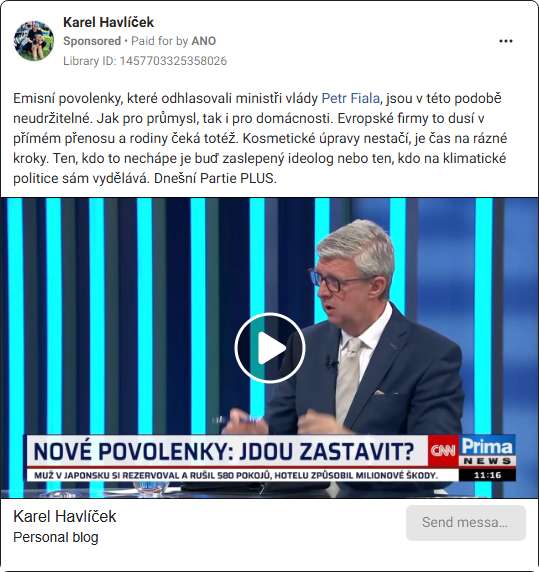 Karel Havlíček
Sponsored • Paid for by ANO
Library ID: 1457703325358026
Emisní povolenky, které odhlasovali ministři vlády Petr Fiala, jsou v této podobě
neudržitelné. Jak pro průmysl, tak i pro domácnosti. Evropské firmy to dusí v
přímém přenosu a rodiny čeká totéž. Kosmetické úpravy nestačí, je čas na rázné
kroky. Ten, kdo to nechápe je buď zaslepený ideolog nebo ten, kdo na klimatické
politice sám vydělává. Dnešní Partie PLUS.
NOVÉ POVOLENKY: JDOU ZASTAVIT?
CNN Prima
NEWS
MUŽ V JAPONSKU SI REZERVOVAL A RUŠIL 580 POKOJŮ, HOTELU ZPŮSOBIL MILIONOVÉ ŠKODY.
11:16
Karel Havlíček
Personal blog
Send messa...